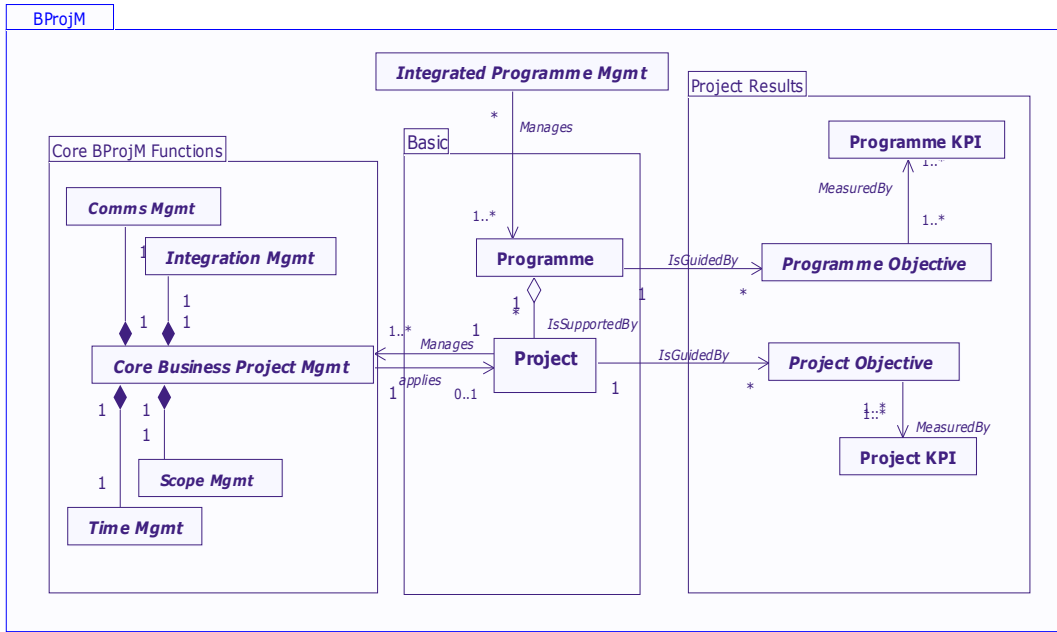 BProjM
Integrated Programme Mgmt
*
Manages
1..*
Core BProjM Functions
Comms Mgmt
1
Integration Mgmt
1
1
1
Core Business Project Mgmt
1
1
1
Scope Mgmt
1
Time Mgmt
Basic
Programme
1
*
IsSupportedBy
1..*
Manages
1
Project
applies
1
0..1
Project Results
Programme KPI
1..*
MeasuredBy
1..*
IsGuidedBy
1
*
Programme Objective
IsGuidedBy
1
*
Project Objective
1..*
1..*
MeasuredBy
Project KPI